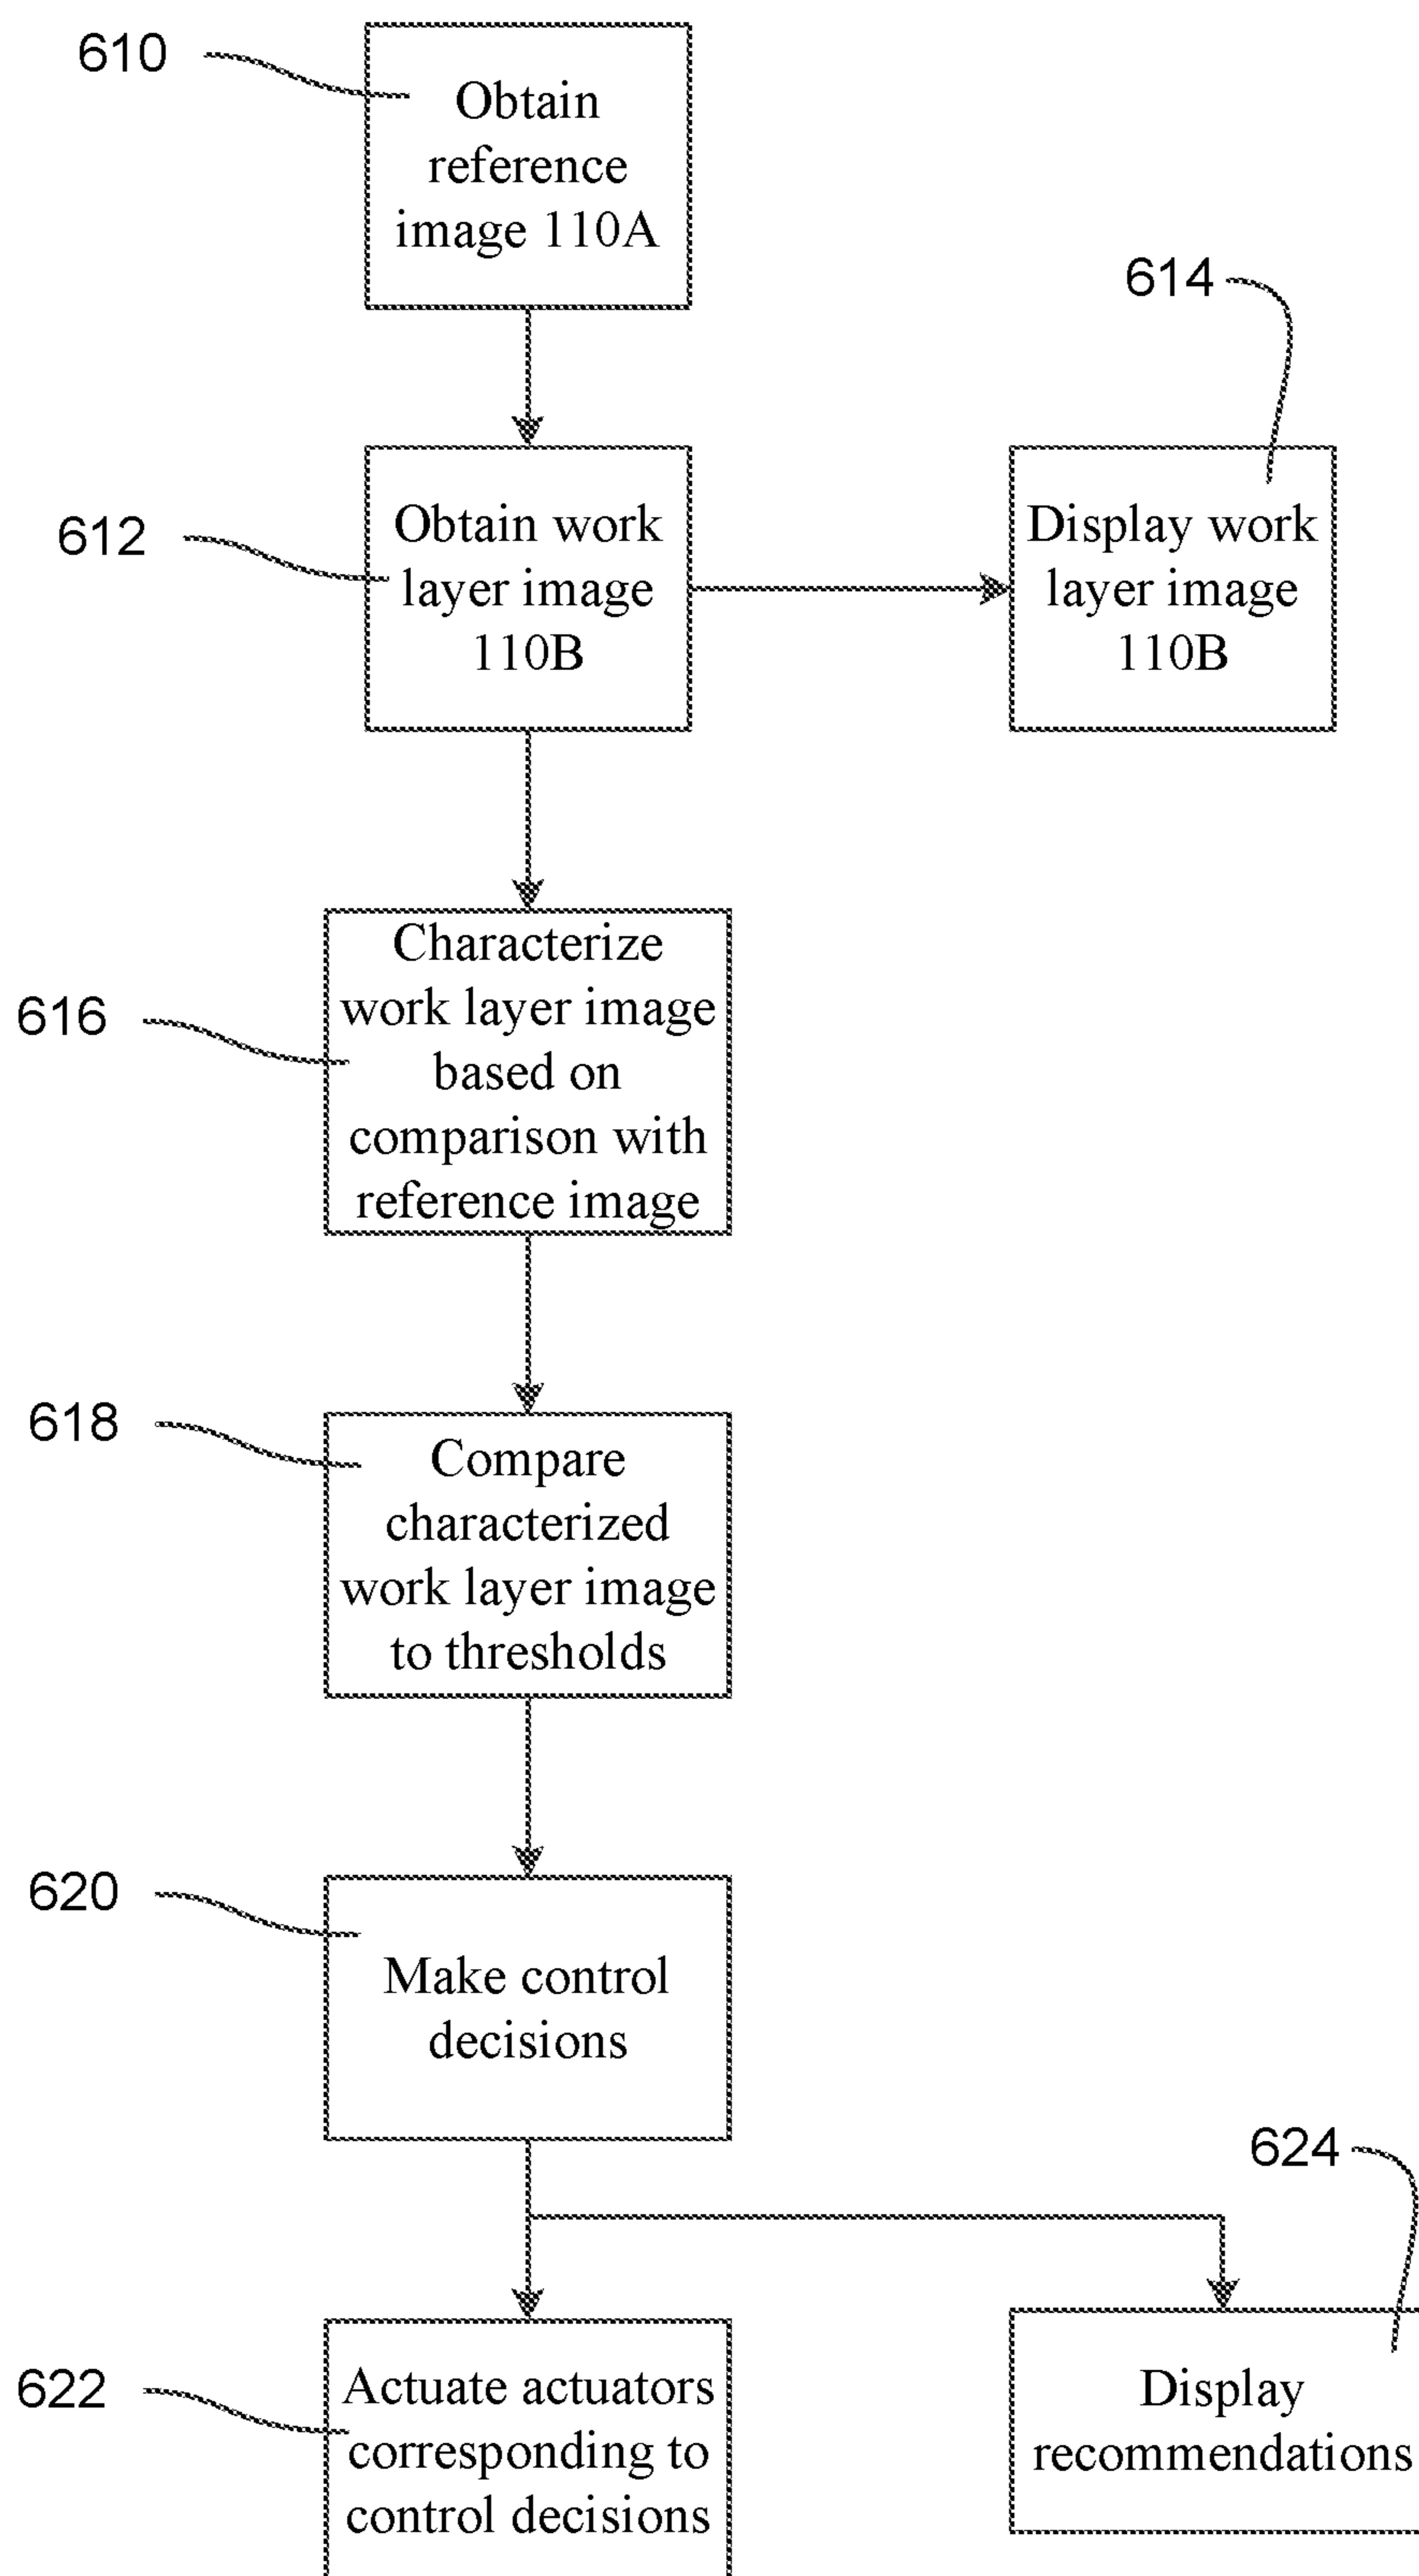 610
Obtain
reference
image 110A
614
612
Obtain work
layer image
110B
Display work
layer image
110B
616
Characterize
work layer image
based on
comparison with
reference image
618
Compare
characterized
work layer image
to thresholds
620
Make control
decisions
624
622
Actuate actuators
corresponding to
control decisions
Display
recommendations